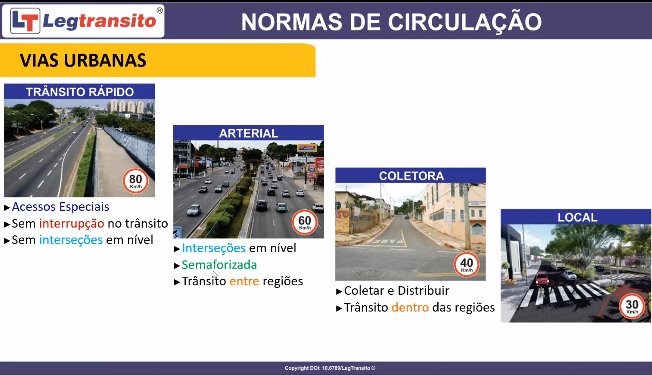 LT Legtransito®
NORMAS DE CIRCULAÇÃO
VIAS URBANAS
TRÂNSITO RÁPIDO
80
Km/h
►Acessos Especiais
►Sem interrupção no trânsito
►Sem interseções em nível
ARTERIAL
60
Km/h
►Interseções em nível
►Semaforizada
►Trânsito entre regiões
COLETORA
40
Km/h
►Coletar e Distribuir
►Trânsito dentro das regiões
LOCAL
30
Km/h
Copyright DOI: 10.6789/LegTransito ©